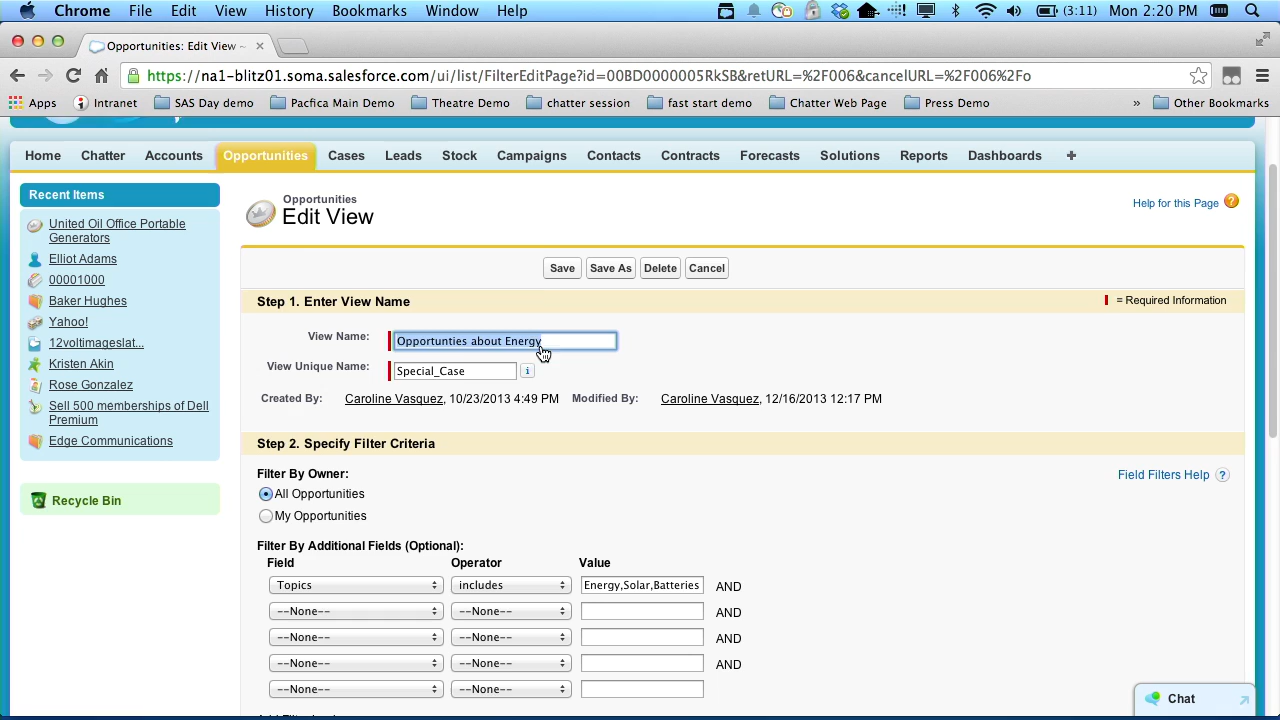 Chrome File Edit View History Bookmarks Window Help (3:11) Mon 2:20 PM
Opportunities: Edit View ~
https://na1-blitz01.soma.salesforce.com/ui/list/FilterEditPage?id=00BD0000005RkSB&retURL=%2F006&cancelURL=%2F006%2Fo
Apps Intranet SAS Day demo Pacfica Main Demo Theatre Demo chatter session fast start demo Chatter Web Page Press Demo » Other Bookmarks
Home Chatter Accounts Opportunities Cases Leads Stock Campaigns Contacts Contracts Forecasts Solutions Reports Dashboards +
Recent Items
United Oil Office Portable
Generators
Elliot Adams
00001000
Baker Hughes
Yahoo!
12voltimageslat...
Kristen Akin
Rose Gonzalez
Sell 500 memberships of Dell
Premium
Edge Communications
Recycle Bin
Opportunities
Edit View
Help for this Page ?
Save Save As Delete Cancel
Step 1. Enter View Name
= Required Information
View Name: Opportunties about Energy
View Unique Name: Special_Case i
Created By: Caroline Vasquez, 10/23/2013 4:49 PM Modified By: Caroline Vasquez, 12/16/2013 12:17 PM
Step 2. Specify Filter Criteria
Filter By Owner:
Field Filters Help ?
All Opportunities
My Opportunities
Filter By Additional Fields (Optional):
Field Operator Value
Topics includes Energy,Solar,Batteries AND
--None-- --None-- AND
--None-- --None-- AND
--None-- --None-- AND
--None-- --None--
Chat